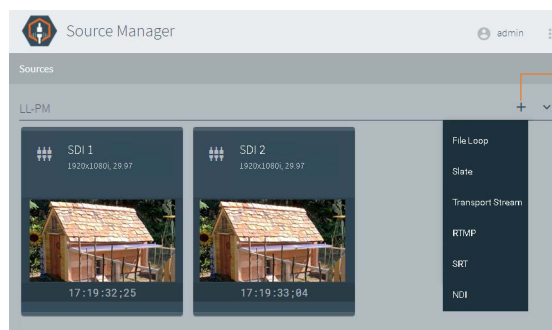 Source Manager
admin
Sources
LL-PM
SDI 1
1920x1080i, 29.97
17:19:32;25
SDI 2
1920x1080i, 29.97
17:19:33;04
File Loop
Slate
Transport Stream
RTMP
SRT
NDI